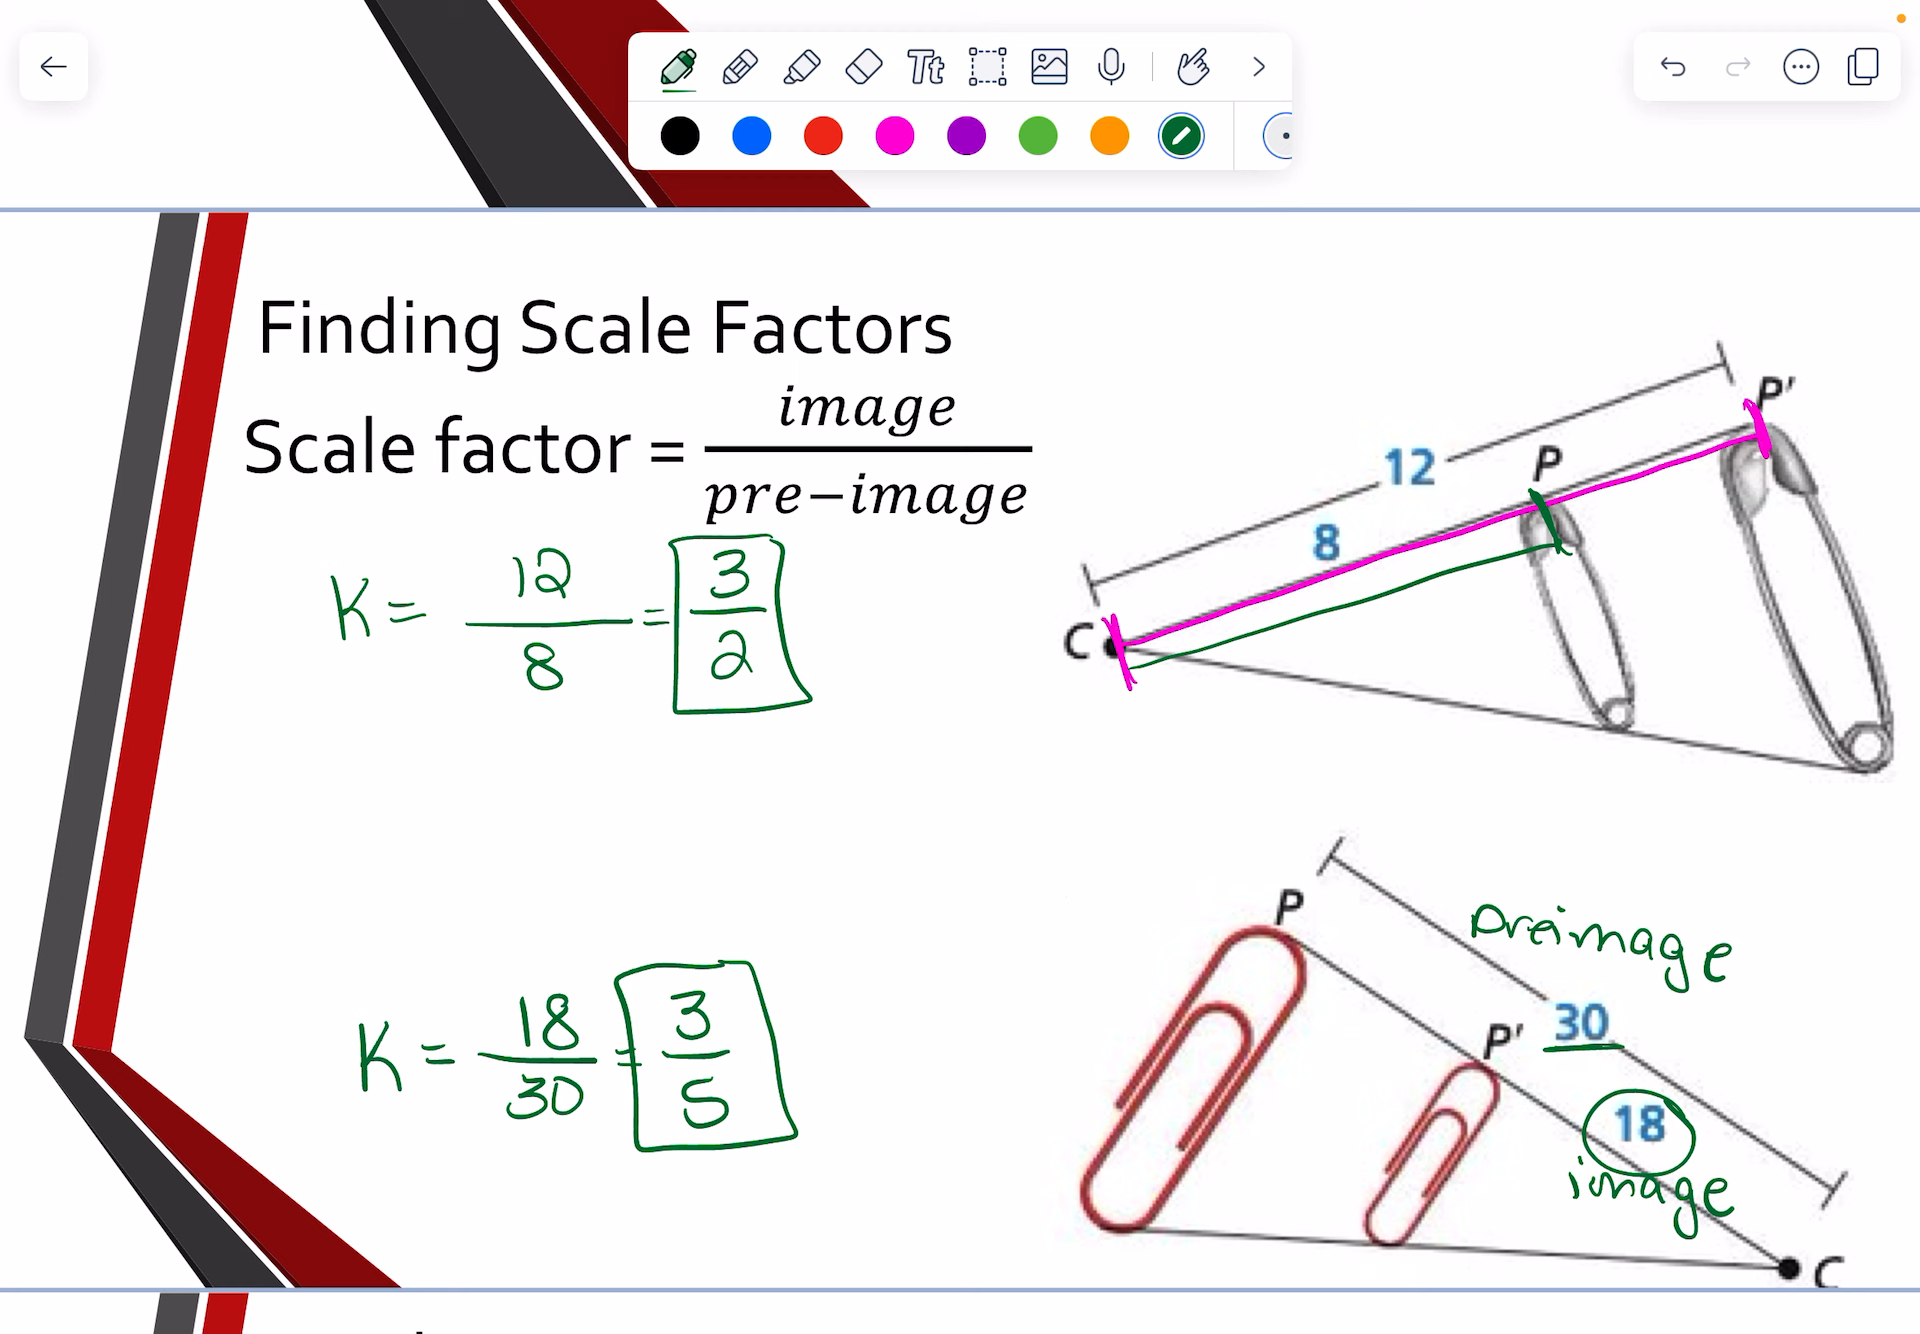 Tt
Finding Scale Factors
Scale factor = image / pre−image
K = 12 / 8 = 3 / 2
P'
12
P
8
C
P
Preimage
K = 18 / 30 = 3 / 5
P'
30
18
image
C